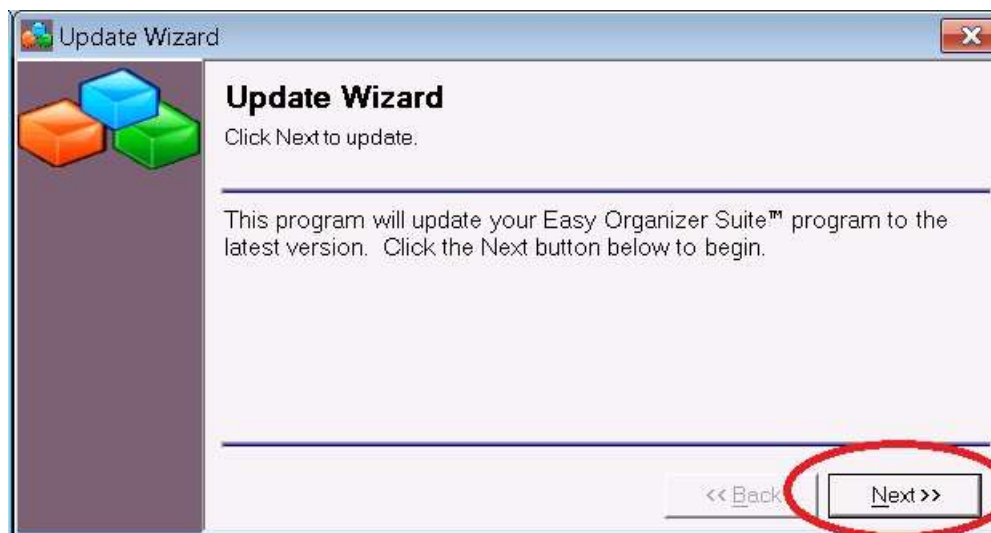 Update Wizard
Update Wizard
Click Next to update.
This program will update your Easy Organizer Suite™ program to the
latest version. Click the Next button below to begin.
<< Back
Next >>